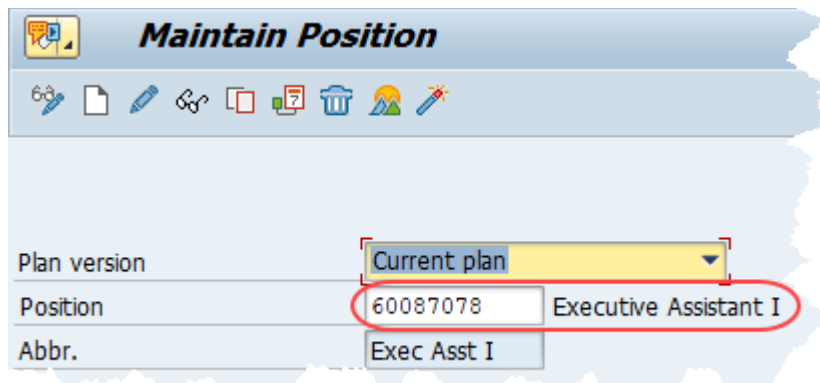 Maintain Position
Plan version Current plan
Position 60087078 Executive Assistant I
Abbr. Exec Asst I